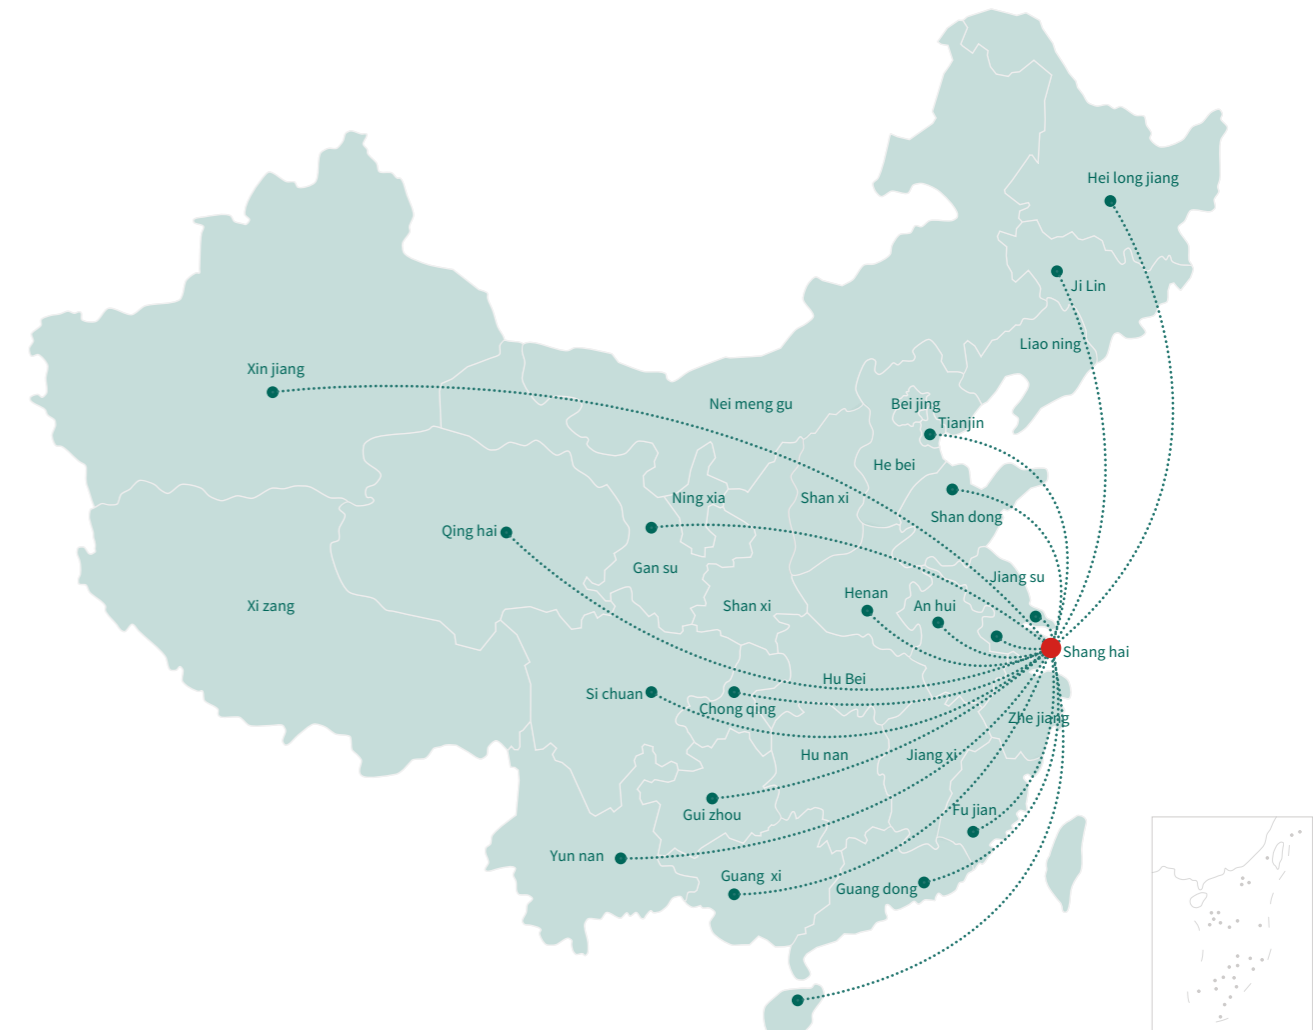 Hei long jiang
Ji Lin
Liao ning
Xin jiang
Nei meng gu
Bei jing
Tianjin
He bei
Ning xia
Shan xi
Shan dong
Qing hai
Gan su
Jiang su
Henan
An hui
Xi zang
Shan xi
Shang hai
Hu Bei
Si chuan
Chong qing
Zhe jiang
Hu nan
Jiang xi
Fu jian
Gui zhou
Yun nan
Guang  xi
Guang dong